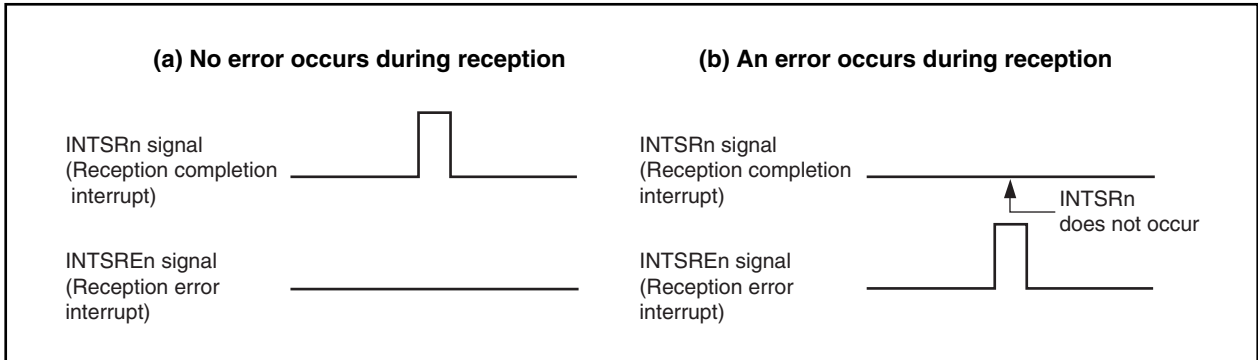 (a) No error occurs during reception
INTSRn signal
(Reception completion
interrupt)
INTSREn signal
(Reception error
interrupt)
(b) An error occurs during reception
INTSRn signal
(Reception completion
interrupt)
INTSRn
does not occur
INTSREn signal
(Reception error
interrupt)